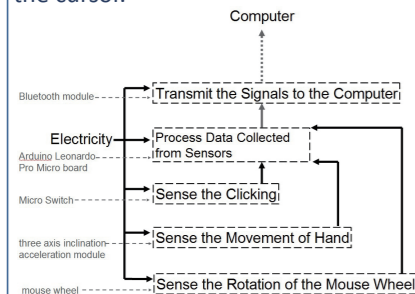 the cursor.
Computer
Bluetooth module
Transmit the Signals to the Computer
Electricity
Process Data Collected
from Sensors
Arduino Leonardo
Pro Micro board
Micro Switch
Sense the Clicking
three axis inclination
acceleration module
Sense the Movement of Hand
mouse wheel
Sense the Rotation of the Mouse Wheel